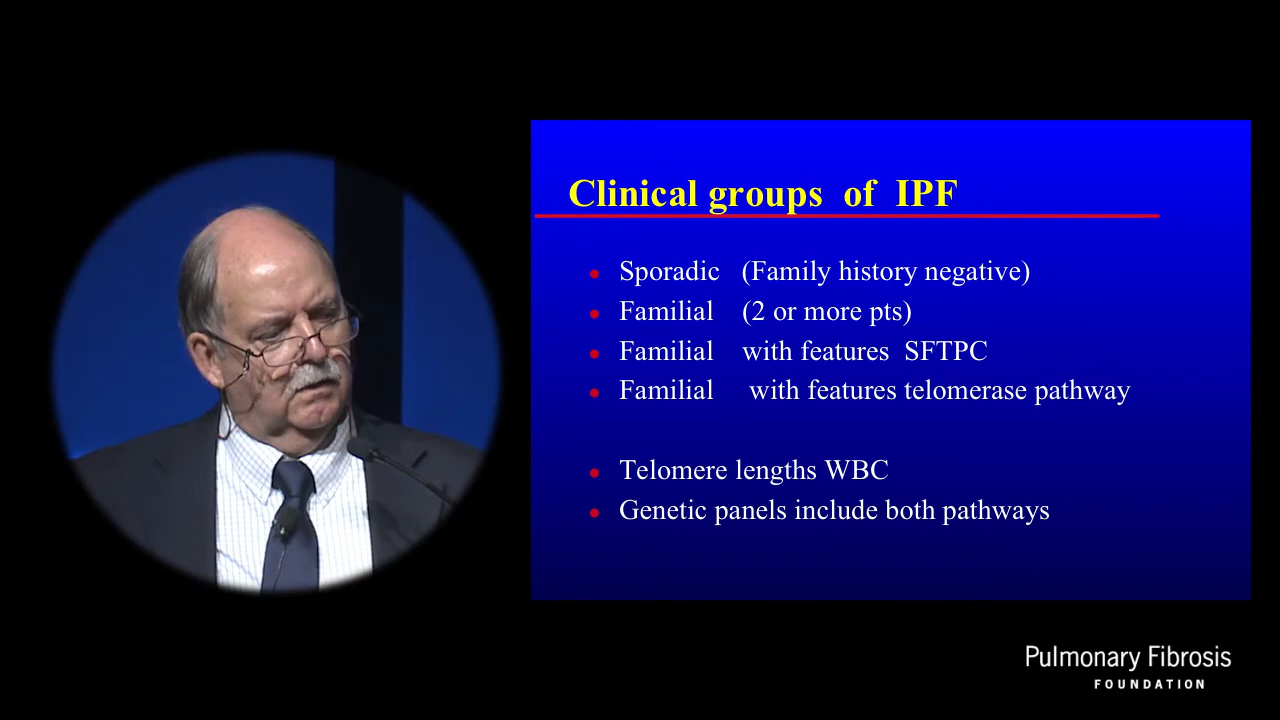 Clinical groups of IPF
Sporadic (Family history negative)
Familial (2 or more pts)
Familial with features SFTPC
Familial with features telomerase pathway
Telomere lengths WBC
Genetic panels include both pathways
Pulmonary Fibrosis
FOUNDATION